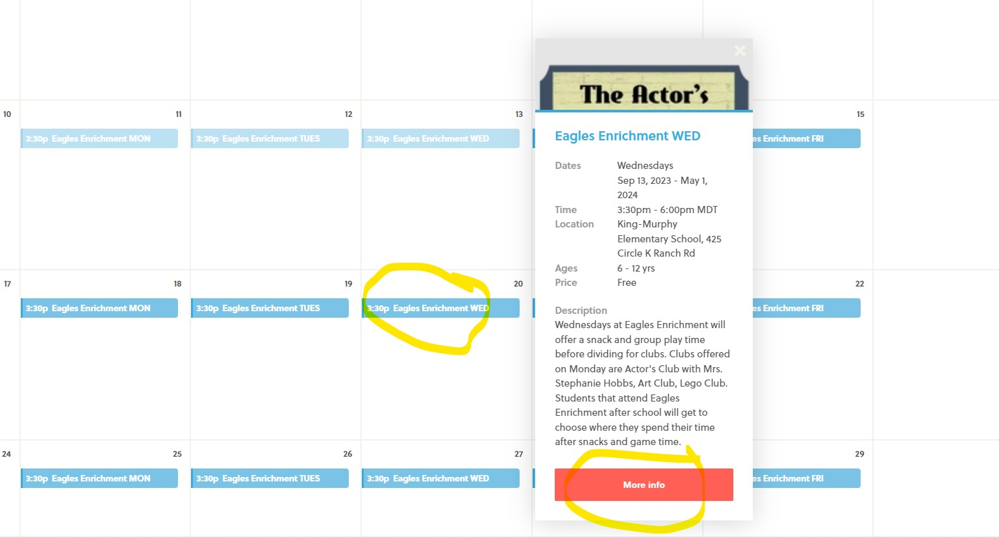 The Actor's
10
11
12
13
15
3:30p Eagles Enrichment MON
3:30p Eagles Enrichment TUES
3:30p Eagles Enrichment WED
Enrichment FRI
Eagles Enrichment WED
Dates Wednesdays
Sep 13, 2023 - May 1,
2024
Time 3:30pm - 6:00pm MDT
Location King-Murphy
Elementary School, 425
Circle K Ranch Rd
Ages 6 - 12 yrs
Price Free
Description
Wednesdays at Eagles Enrichment will
offer a snack and group play time
before dividing for clubs. Clubs offered
on Monday are Actor's Club with Mrs.
Stephanie Hobbs, Art Club, Lego Club.
Students that attend Eagles
Enrichment after school will get to
choose where they spend their time
after snacks and game time.
More info
17
18
19
20
22
3:30p Eagles Enrichment MON
3:30p Eagles Enrichment TUES
3:30p Eagles Enrichment WED
Enrichment FRI
24
25
26
27
29
3:30p Eagles Enrichment MON
3:30p Eagles Enrichment TUES
3:30p Eagles Enrichment WED
Enrichment FRI